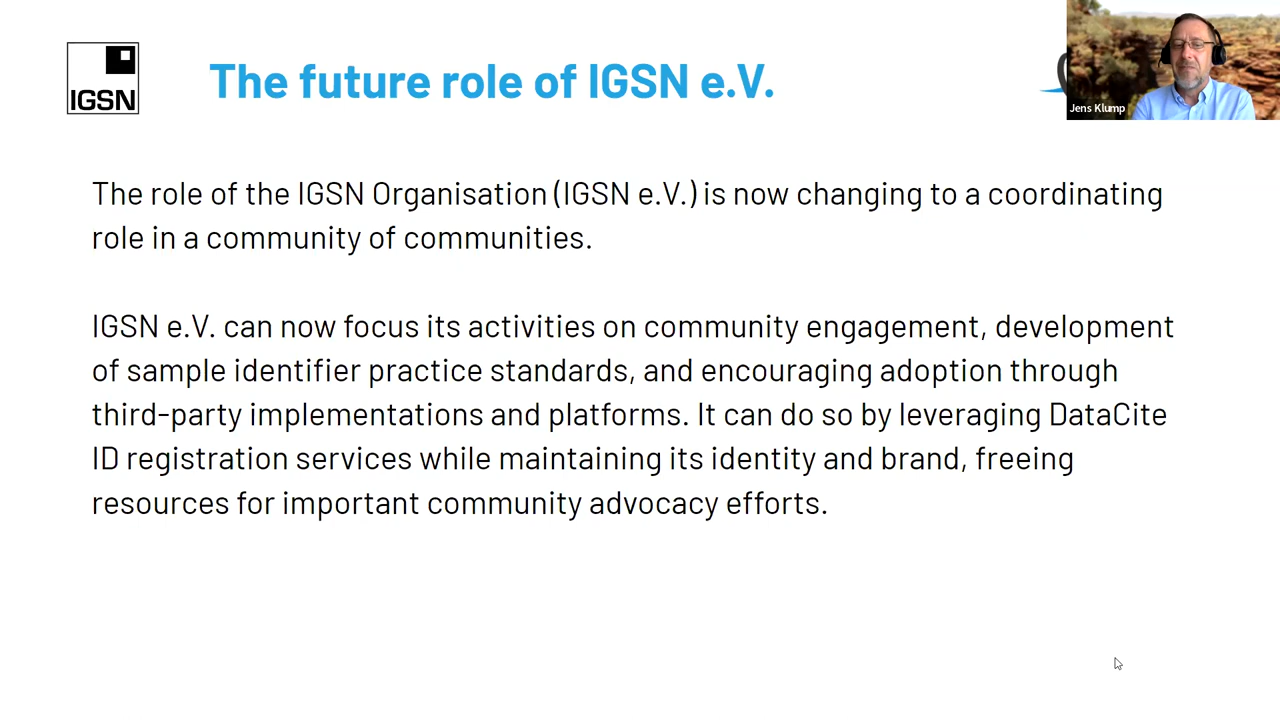 IGSN
The future role of IGSN e.V.
Jens Klump
The role of the IGSN Organisation (IGSN e.V.) is now changing to a coordinating
role in a community of communities.
IGSN e.V. can now focus its activities on community engagement, development
of sample identifier practice standards, and encouraging adoption through
third-party implementations and platforms. It can do so by leveraging DataCite
ID registration services while maintaining its identity and brand, freeing
resources for important community advocacy efforts.